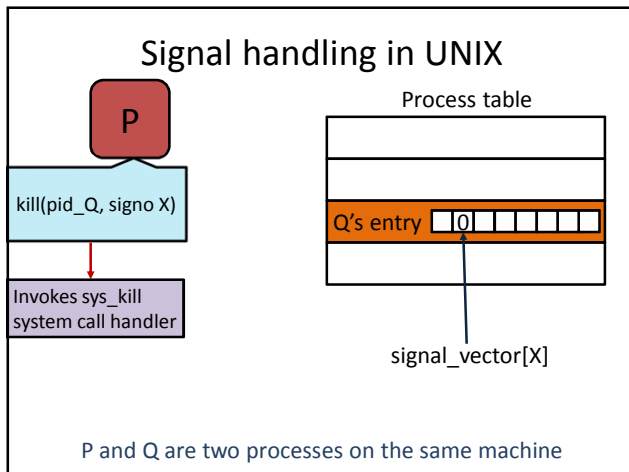 Signal handling in UNIX
P
kill(pid_Q, signo X)
Invokes sys_kill
system call handler
Process table
Q's entry
0
signal_vector[X]
P and Q are two processes on the same machine